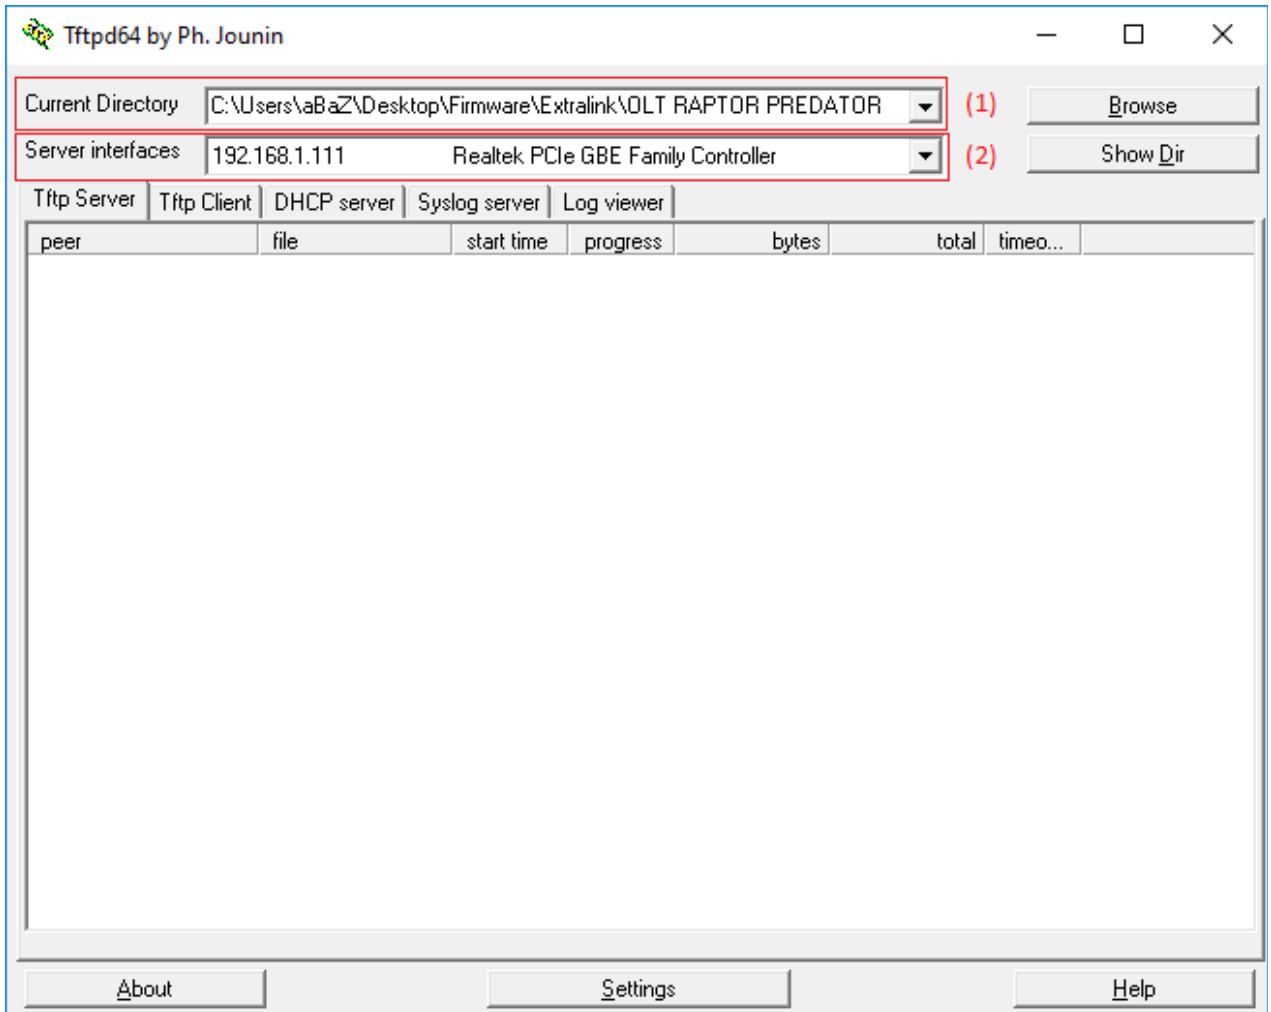 Tftpd64 by Ph. Jounin
Current Directory C:\Users\aBaZ\Desktop\Firmware\Extralink\OLT RAPTOR PREDATOR (1) Browse
Server interfaces 192.168.1.111 Realtek PCIe GBE Family Controller (2) Show Dir
Tftp Server Tftp Client DHCP server Syslog server Log viewer
peer file start time progress bytes total timeo...
About Settings Help